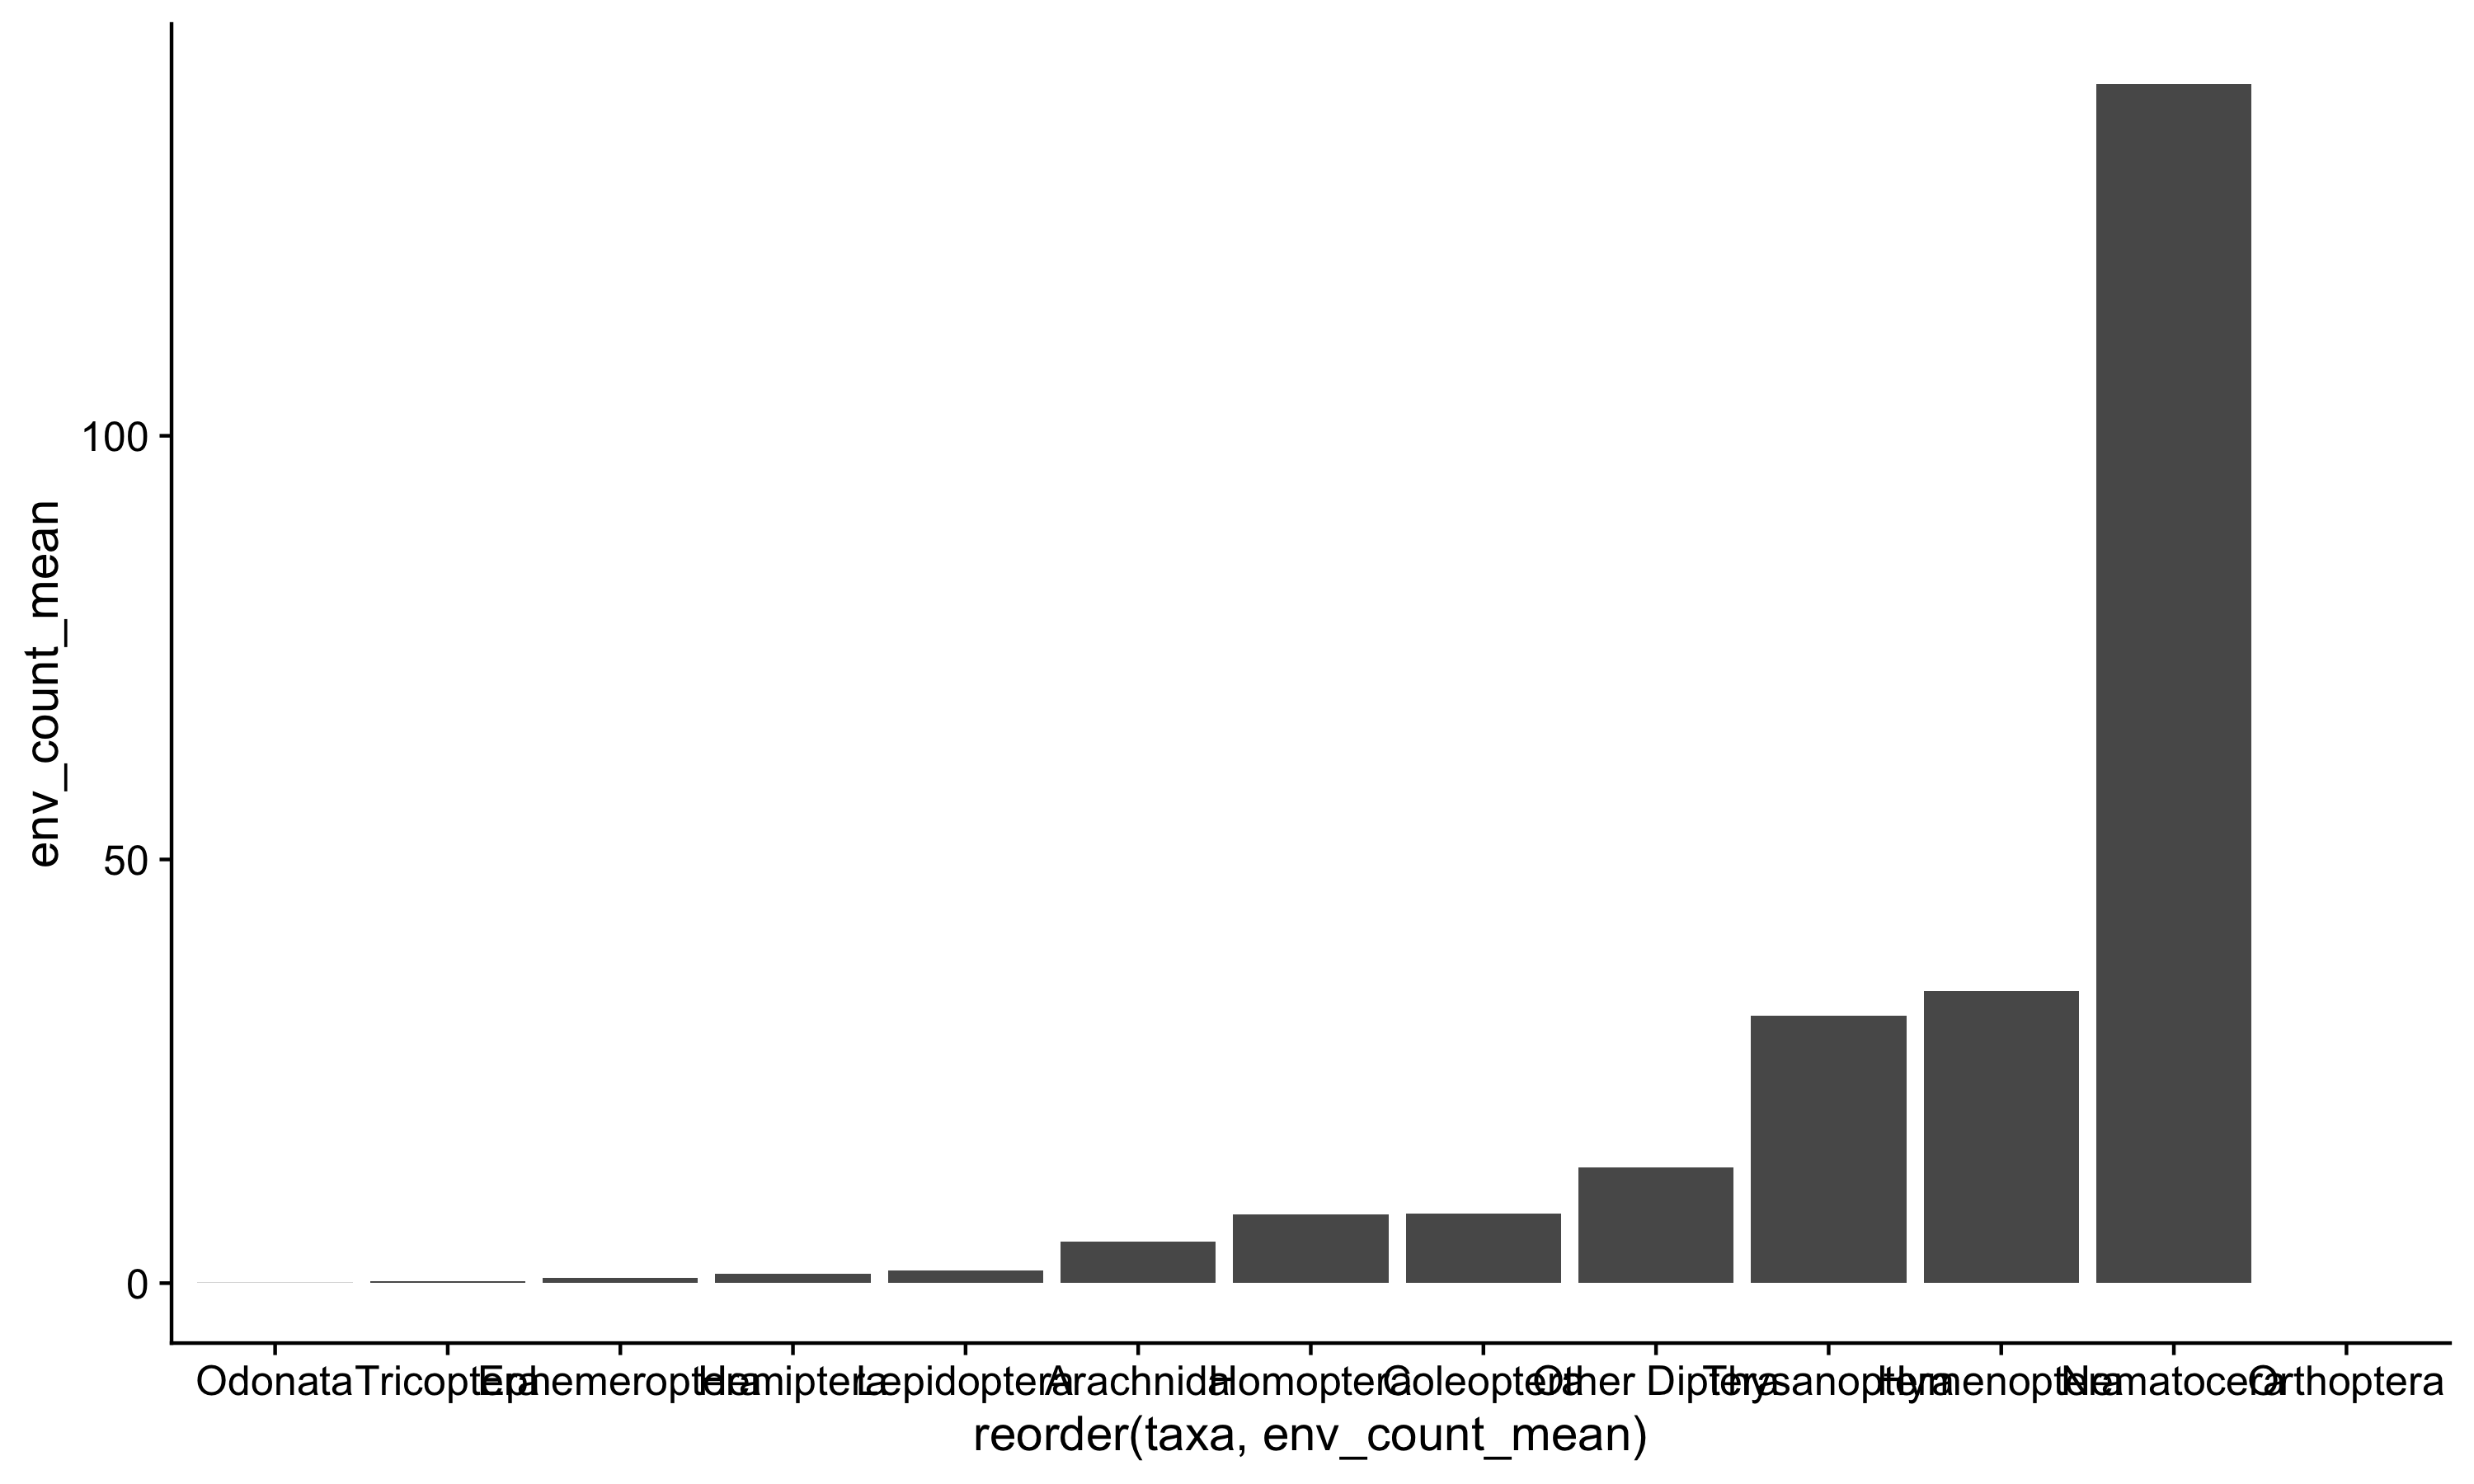 env_count_mean
100
50
0
Odonata Tricoptera Ephemeroptera Hemiptera Lepidoptera Arachnida Homoptera Coleoptera Other Diptera Thysanoptera Hymenoptera Nematocera Orthoptera
reorder(taxa, env_count_mean)